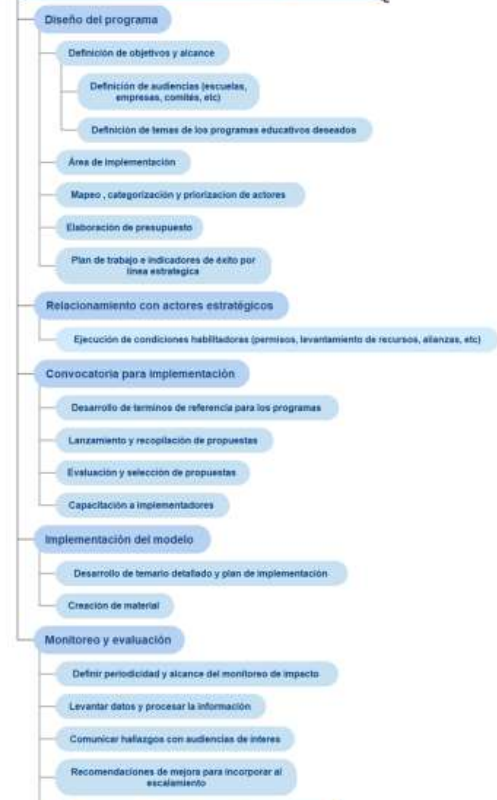 Diseño del programa
Definición de objetivos y alcance
Definición de audiencias (escuelas,
empresas, comités, etc)
Definición de temas de los programas educativos deseados
Área de implementación
Mapeo , categorización y priorizacion de actores
Elaboración de presupuesto
Plan de trabajo e indicadores de éxito por
línea estrategica
Relacionamiento con actores estratégicos
Ejecución de condiciones habilitadoras (permisos, levantamiento de recursos, alianzas, etc)
Convocatoria para implementación
Desarrollo de terminos de referencia para los programas
Lanzamiento y recopilación de propuestas
Evaluación y selección de propuestas
Capacitación a implementadores
Implementación del modelo
Desarrollo de temario detallado y plan de implementación
Creación de material
Monitoreo y evaluación
Definir periodicidad y alcance del monitoreo de impacto
Levantar datos y procesar la información
Comunicar hallazgos con audiencias de interes
Recomendaciones de mejora para incorporar al
escalamiento